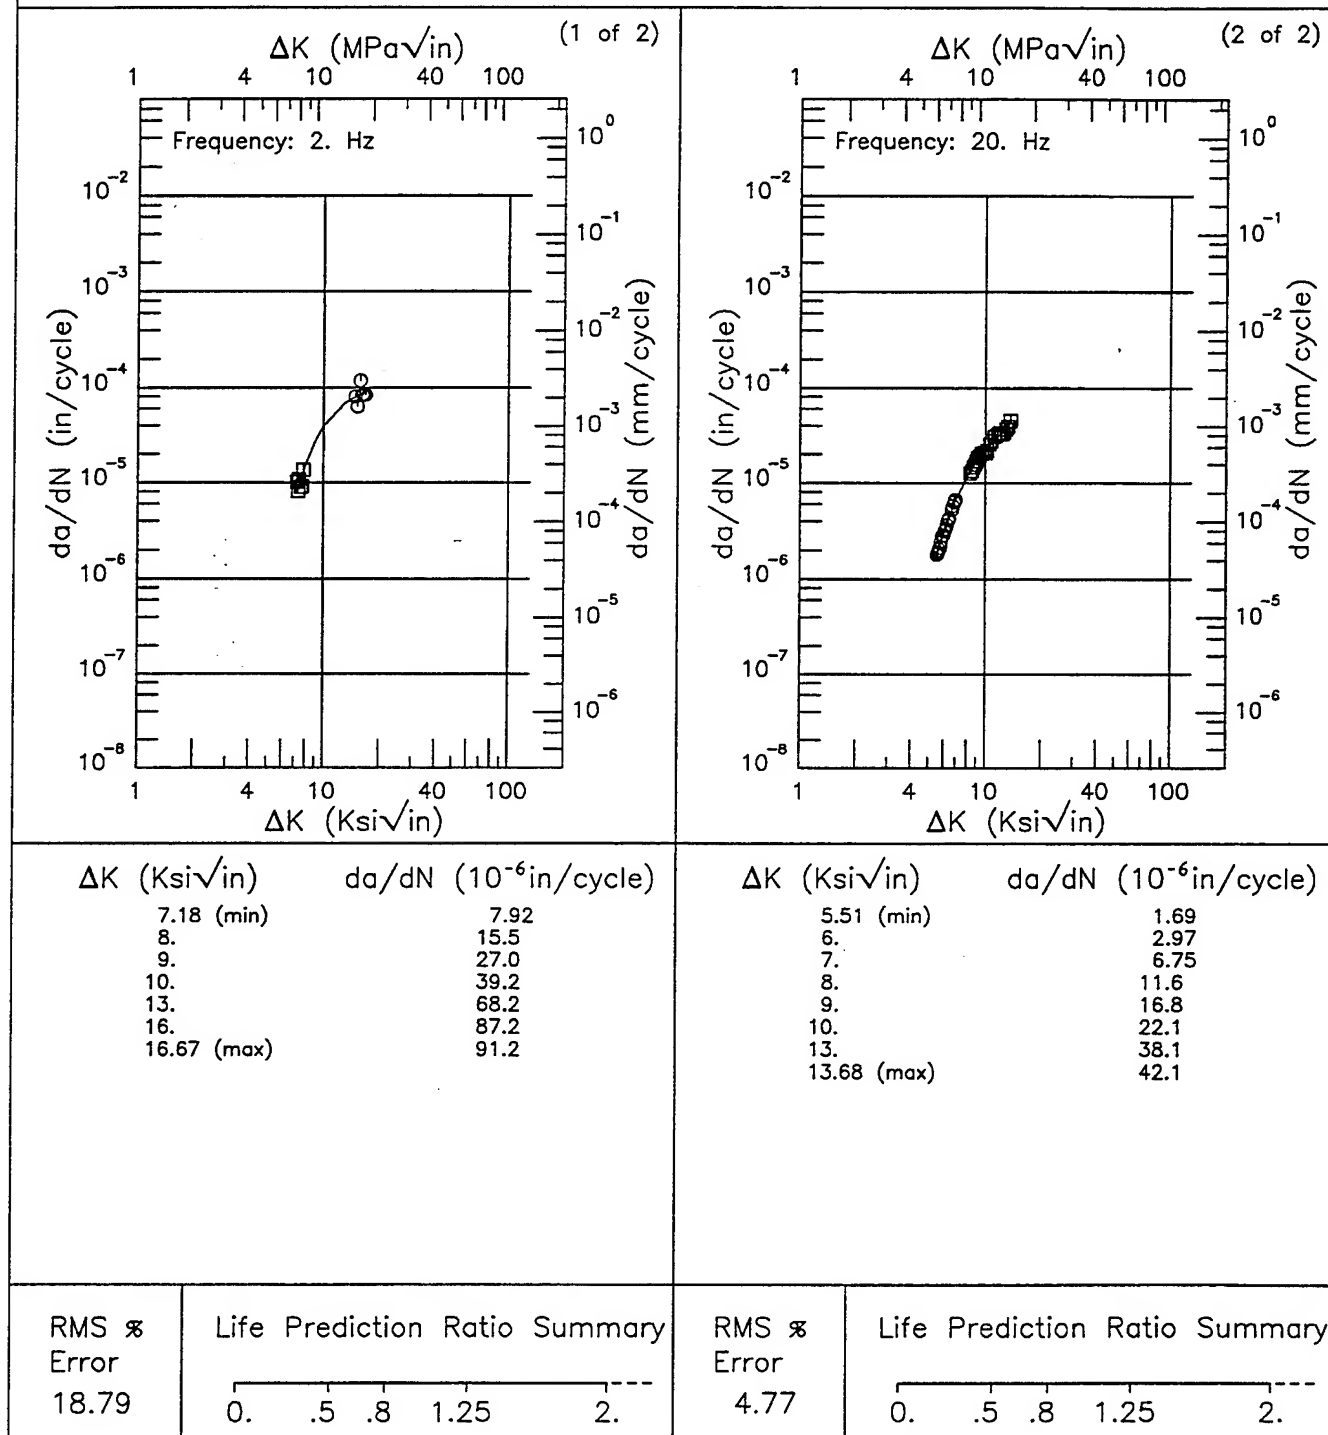 (1 of 2)
ΔK (MPa√in)
1 4 10 40 100
Frequency: 2. Hz
da/dN (in/cycle)
10⁻²
10⁻³
10⁻⁴
10⁻⁵
10⁻⁶
10⁻⁷
10⁻⁸
10⁰
10⁻¹
10⁻²
10⁻³
10⁻⁴
10⁻⁵
10⁻⁶
da/dN (mm/cycle)
1 4 10 40 100
ΔK (Ksi√in)
(2 of 2)
ΔK (MPa√in)
1 4 10 40 100
Frequency: 20. Hz
da/dN (in/cycle)
10⁻²
10⁻³
10⁻⁴
10⁻⁵
10⁻⁶
10⁻⁷
10⁻⁸
10⁰
10⁻¹
10⁻²
10⁻³
10⁻⁴
10⁻⁵
10⁻⁶
da/dN (mm/cycle)
1 4 10 40 100
ΔK (Ksi√in)
ΔK (Ksi√in) da/dN (10⁻⁶in/cycle)
7.18 (min) 7.92
8. 15.5
9. 27.0
10. 39.2
13. 68.2
16. 87.2
16.67 (max) 91.2
ΔK (Ksi√in) da/dN (10⁻⁶in/cycle)
5.51 (min) 1.69
6. 2.97
7. 6.75
8. 11.6
9. 16.8
10. 22.1
13. 38.1
13.68 (max) 42.1
RMS %
Error
18.79
Life Prediction Ratio Summary
0. .5 .8 1.25 2.
RMS %
Error
4.77
Life Prediction Ratio Summary
0. .5 .8 1.25 2.